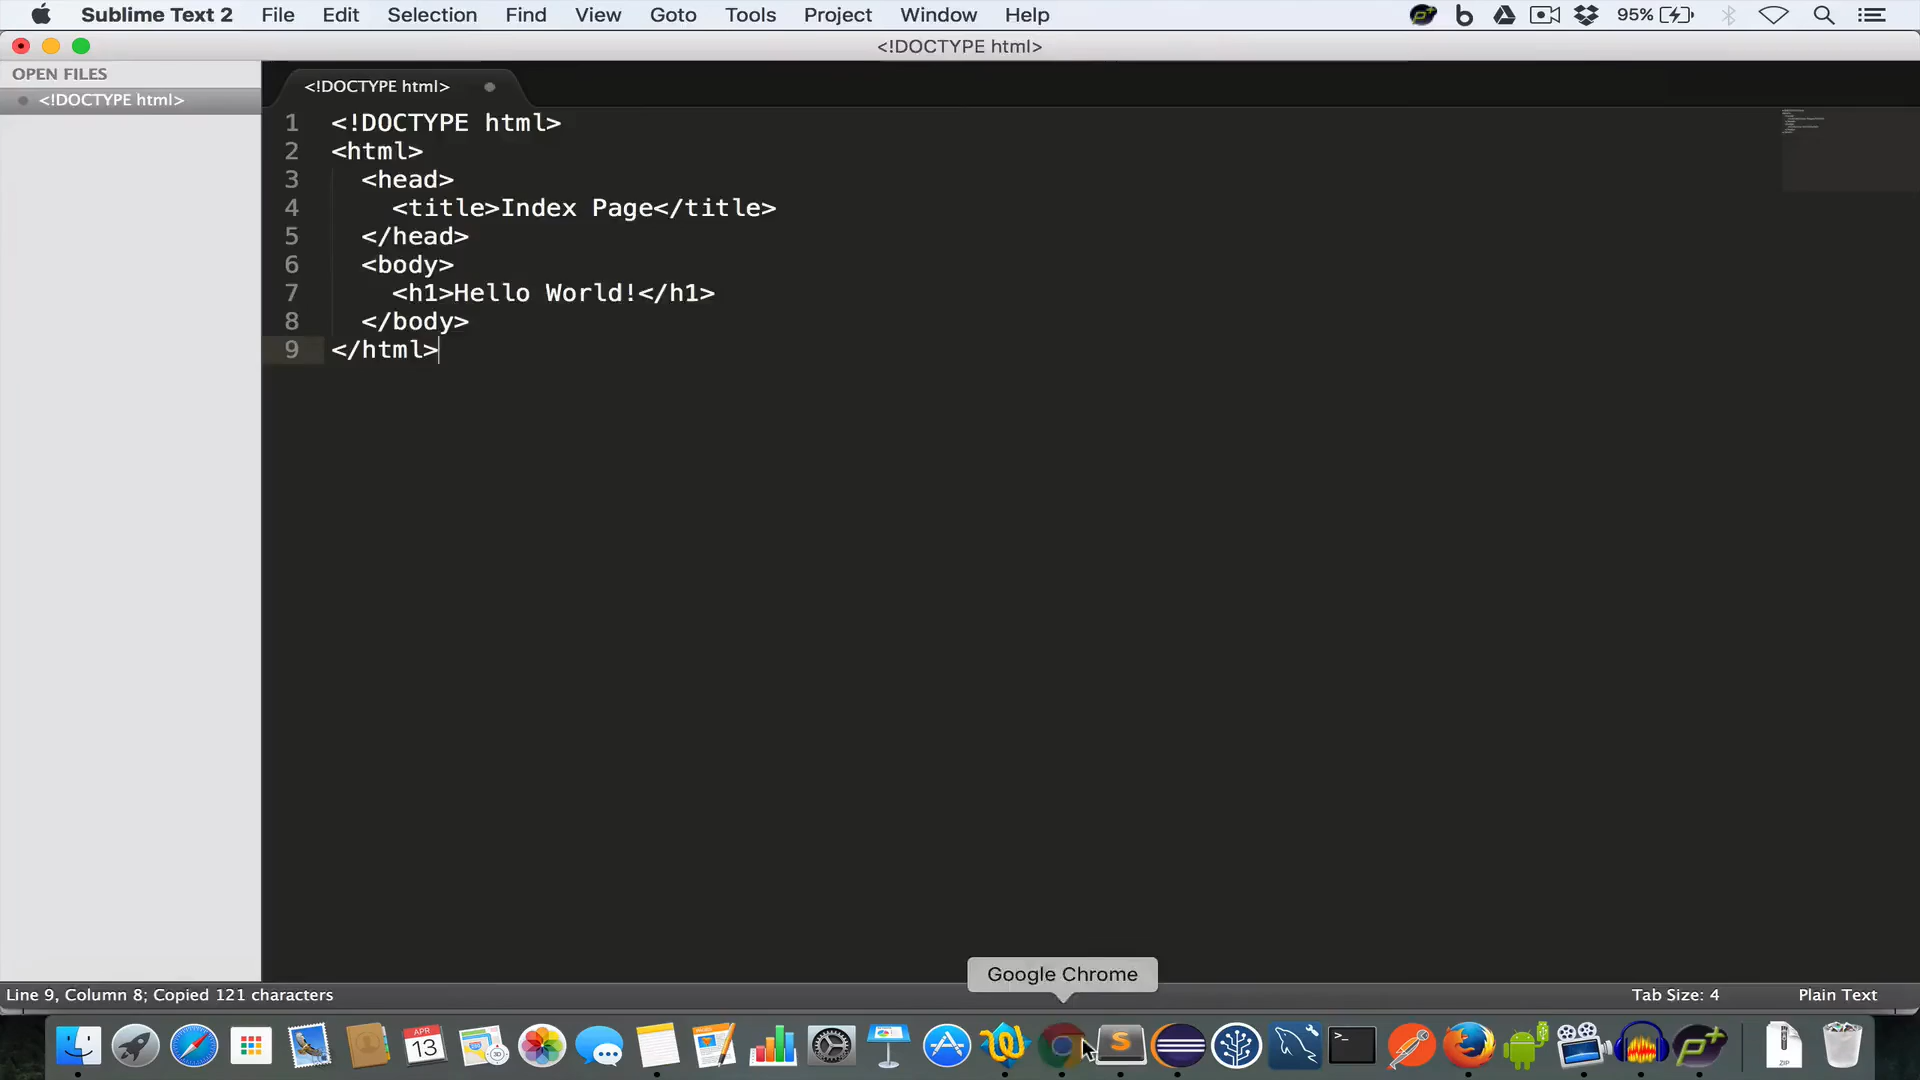 Sublime Text 2 File Edit Selection Find View Goto Tools Project Window Help 95%
<!DOCTYPE html>
OPEN FILES
<!DOCTYPE html>
<!DOCTYPE html>
1 <!DOCTYPE html>
2 <html>
3 <head>
4 <title>Index Page</title>
5 </head>
6 <body>
7 <h1>Hello World!</h1>
8 </body>
9 </html>
Google Chrome
Line 9, Column 8; Copied 121 characters Tab Size: 4 Plain Text
APR
13
3D
S
>_
P+
ZIP